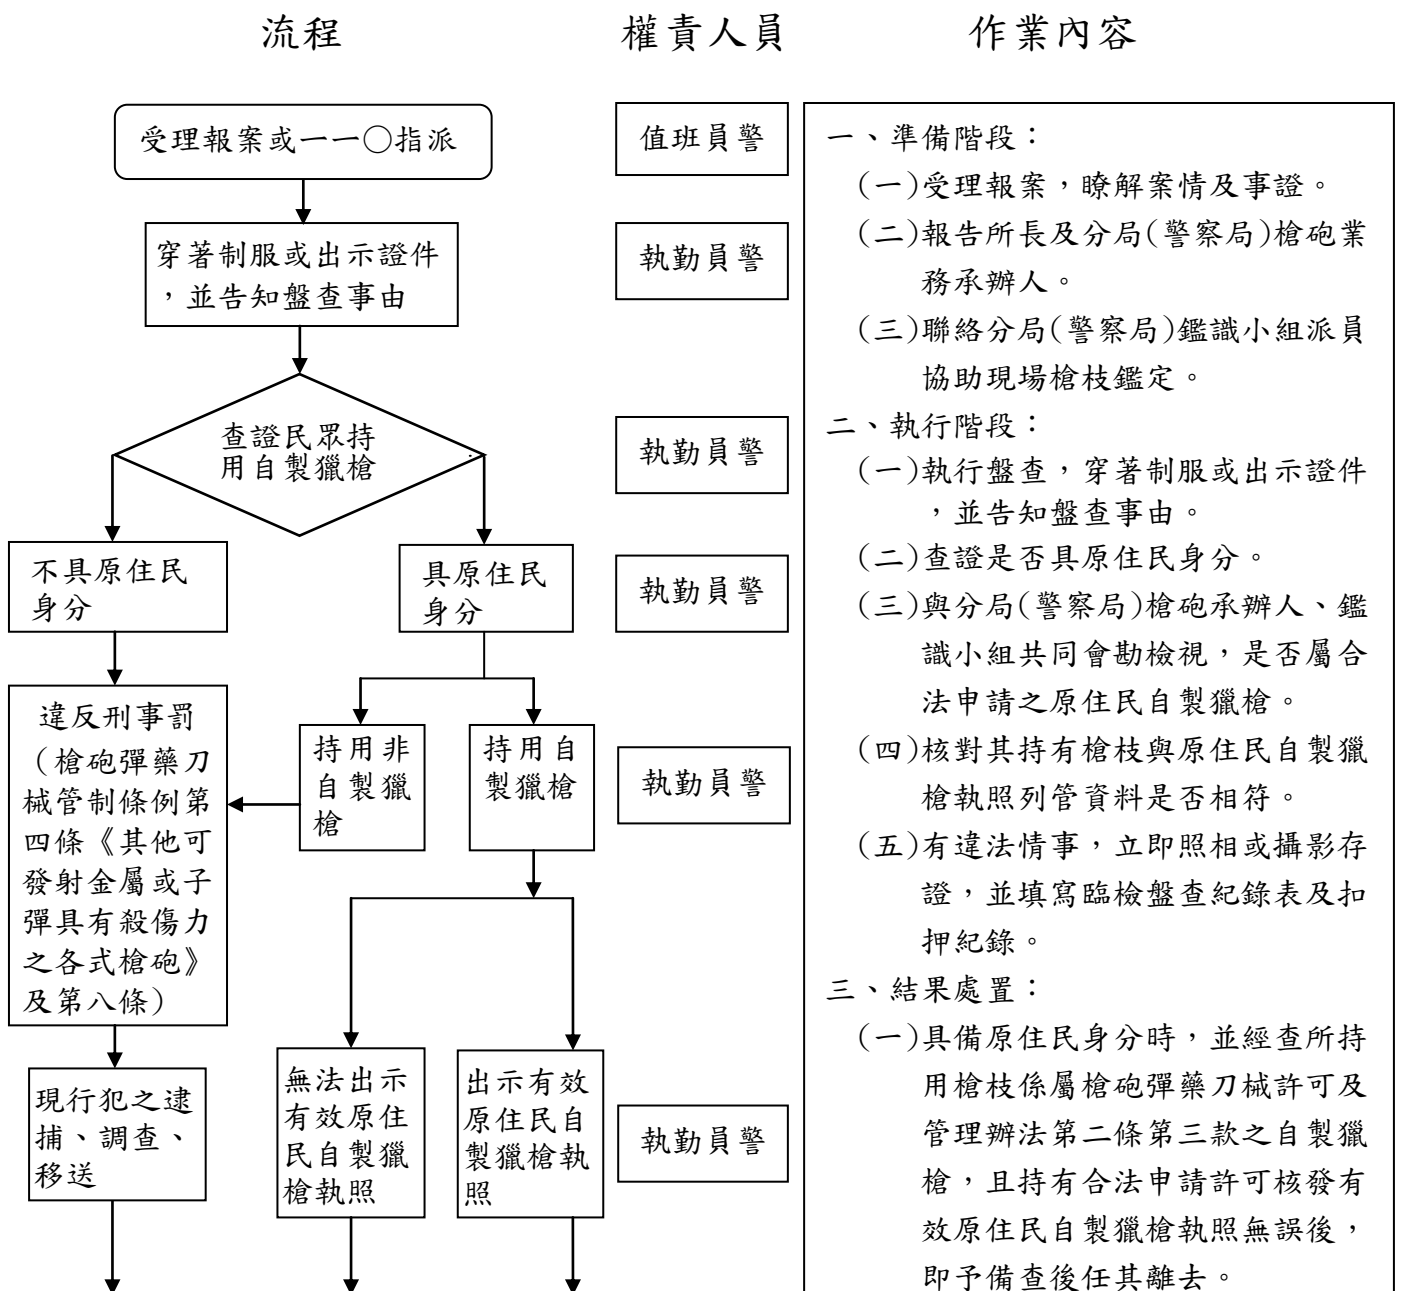 流程
權責人員
作業內容
受理報案或一一○指派
值班員警
穿著制服或出示證件
，並告知盤查事由
執勤員警
查證民眾持
用自製獵槍
執勤員警
不具原住民
身分
具原住民
身分
執勤員警
違反刑事罰
（槍砲彈藥刀
械管制條例第
四條《其他可
發射金屬或子
彈具有殺傷力
之各式槍砲》
及第八條）
持用非
自製獵
槍
持用自
製獵槍
執勤員警
現行犯之逮
捕、調查、
移送
無法出示
有效原住
民自製獵
槍執照
出示有效
原住民自
製獵槍執
照
執勤員警
一、準備階段：
(一)受理報案，瞭解案情及事證。
(二)報告所長及分局(警察局)槍砲業
務承辦人。
(三)聯絡分局(警察局)鑑識小組派員
協助現場槍枝鑑定。
二、執行階段：
(一)執行盤查，穿著制服或出示證件
，並告知盤查事由。
(二)查證是否具原住民身分。
(三)與分局(警察局)槍砲承辦人、鑑
識小組共同會勘檢視，是否屬合
法申請之原住民自製獵槍。
(四)核對其持有槍枝與原住民自製獵
槍執照列管資料是否相符。
(五)有違法情事，立即照相或攝影存
證，並填寫臨檢盤查紀錄表及扣
押紀錄。
三、結果處置：
(一)具備原住民身分時，並經查所持
用槍枝係屬槍砲彈藥刀械許可及
管理辦法第二條第三款之自製獵
槍，且持有合法申請許可核發有
效原住民自製獵槍執照無誤後，
即予備查後任其離去。